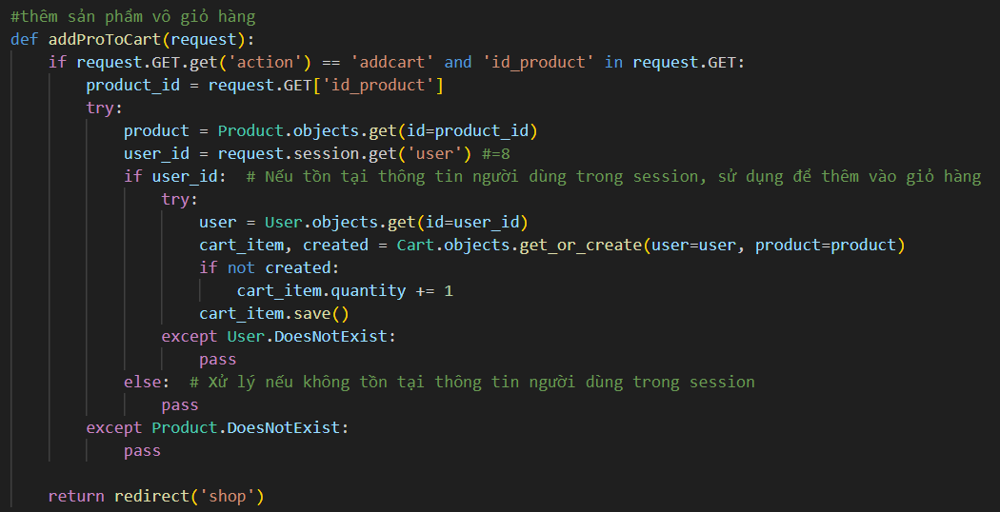 #thêm sản phẩm vô giỏ hàng
def addProToCart(request):
    if request.GET.get('action') == 'addcart' and 'id_product' in request.GET:
        product_id = request.GET['id_product']
        try:
            product = Product.objects.get(id=product_id)
            user_id = request.session.get('user') #=8
            if user_id:  # Nếu tồn tại thông tin người dùng trong session, sử dụng để thêm vào giỏ hàng
                try:
                    user = User.objects.get(id=user_id)
                    cart_item, created = Cart.objects.get_or_create(user=user, product=product)
                    if not created:
                        cart_item.quantity += 1
                    cart_item.save()
                except User.DoesNotExist:
                    pass
            else:  # Xử lý nếu không tồn tại thông tin người dùng trong session
                pass
        except Product.DoesNotExist:
            pass

    return redirect('shop')